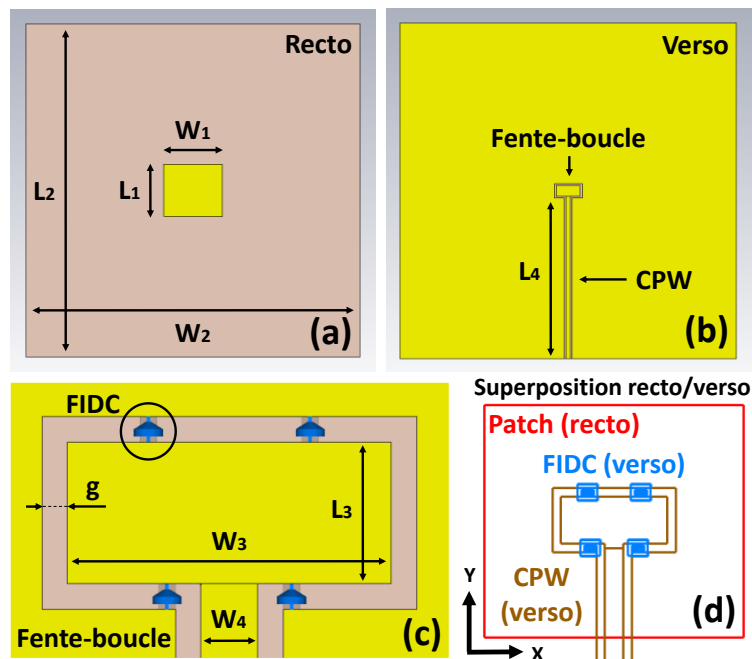 Recto
W1
L1
L2
W2
(a)
Verso
Fente-boucle
L4
CPW
(b)
FIDC
g
L3
W3
W4
Fente-boucle
(c)
Superposition recto/verso
Patch (recto)
FIDC (verso)
CPW
(verso)
Y
X
(d)